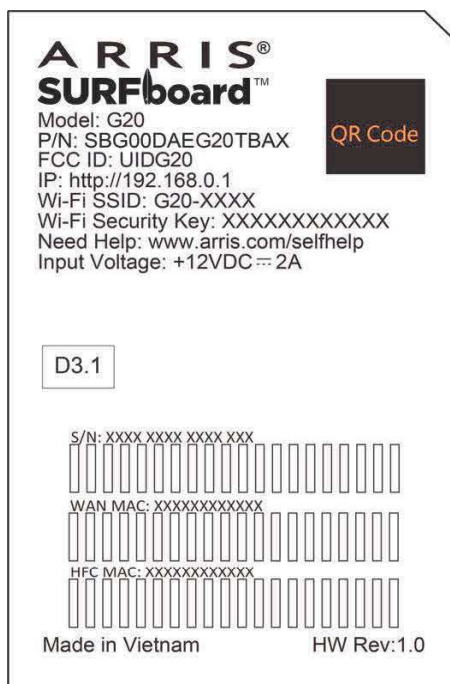 ARRIS®
SURFboard™
QR Code
Model: G20
P/N: SBG00DAEG20TBAX
FCC ID: UIDG20
IP: http://192.168.0.1
Wi-Fi SSID: G20-XXXX
Wi-Fi Security Key: XXXXXXXXXXXX
Need Help: www.arris.com/selfhelp
Input Voltage: +12VDC ⎓ 2A
D3.1
S/N: XXXX XXXX XXXX XXX
WAN MAC: XXXXXXXXXXXX
HFC MAC: XXXXXXXXXXXX
Made in Vietnam HW Rev:1.0